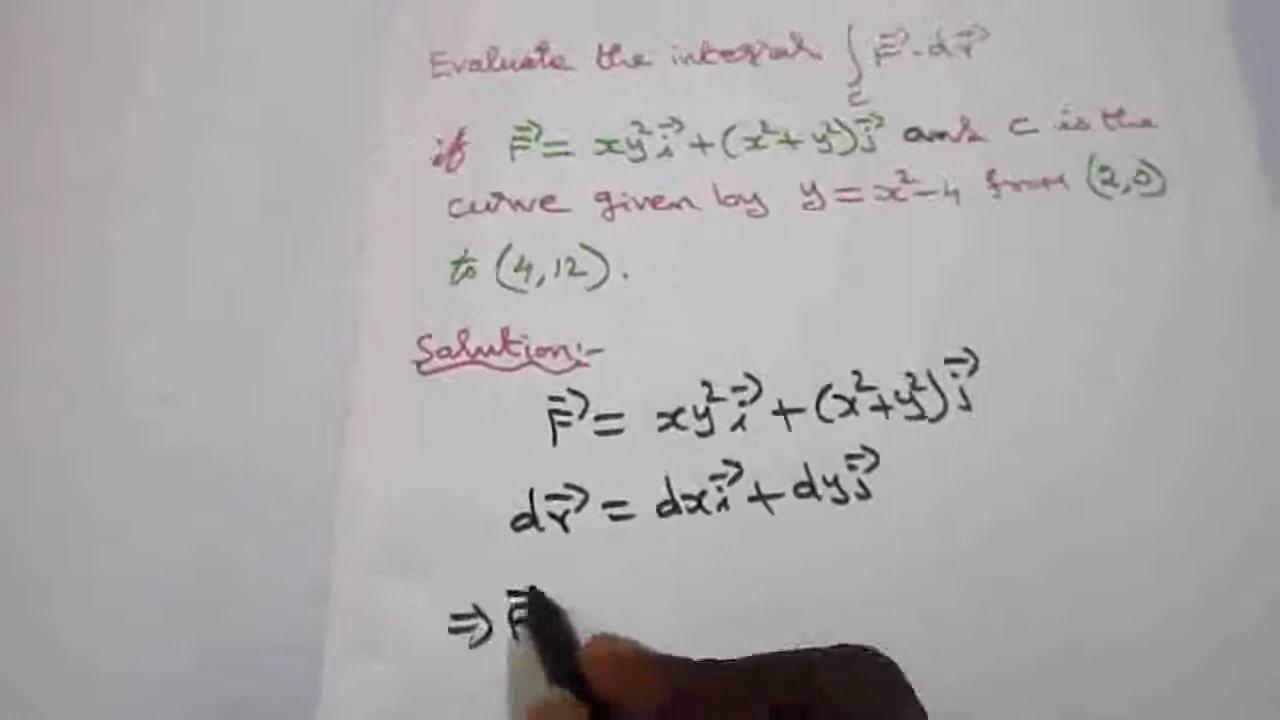 Evaluate the integral ∫_C F⃗ · dr⃗
if F⃗ = xy² i⃗ + (x² + y²) j⃗ and C is the
curve given by y = x² - 4 from (2,0)
to (4,12).
Solution:-
F⃗ = xy² i⃗ + (x² + y²) j⃗
dr⃗ = dx i⃗ + dy j⃗
⇒ F⃗